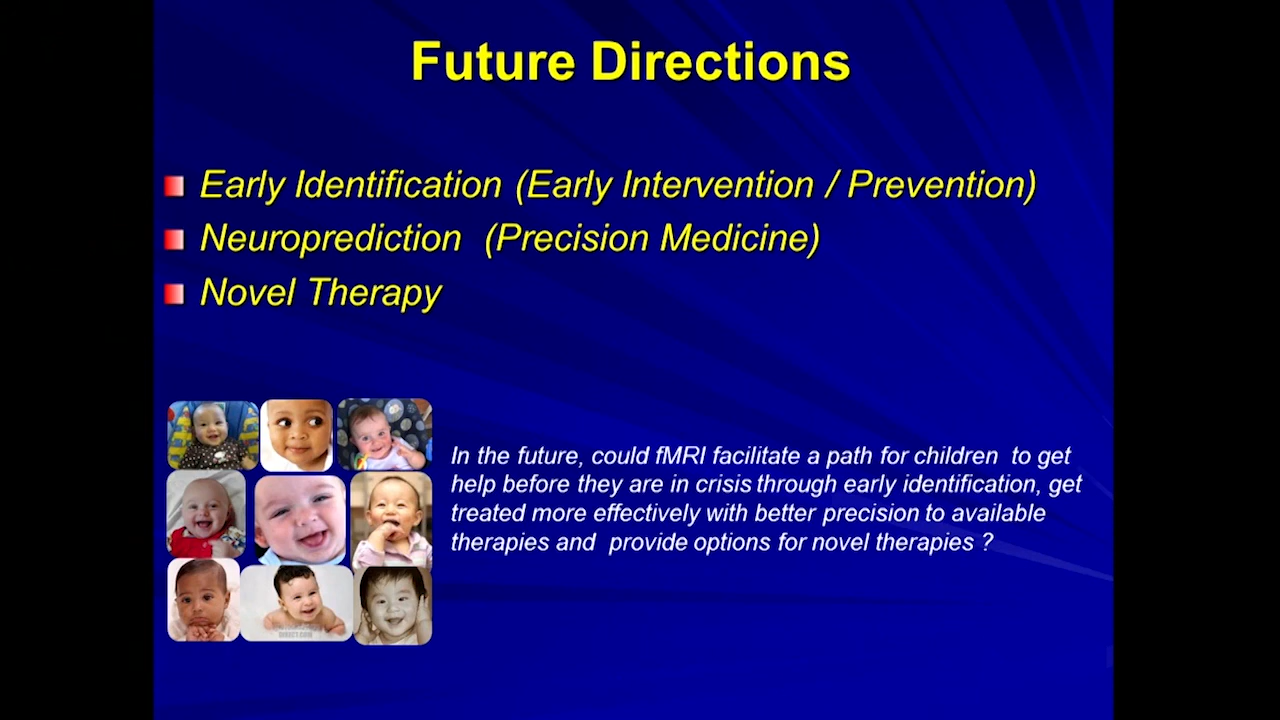 Future Directions
Early Identification (Early Intervention / Prevention)
Neuroprediction (Precision Medicine)
Novel Therapy
In the future, could fMRI facilitate a path for children to get
help before they are in crisis through early identification, get
treated more effectively with better precision to available
therapies and provide options for novel therapies ?